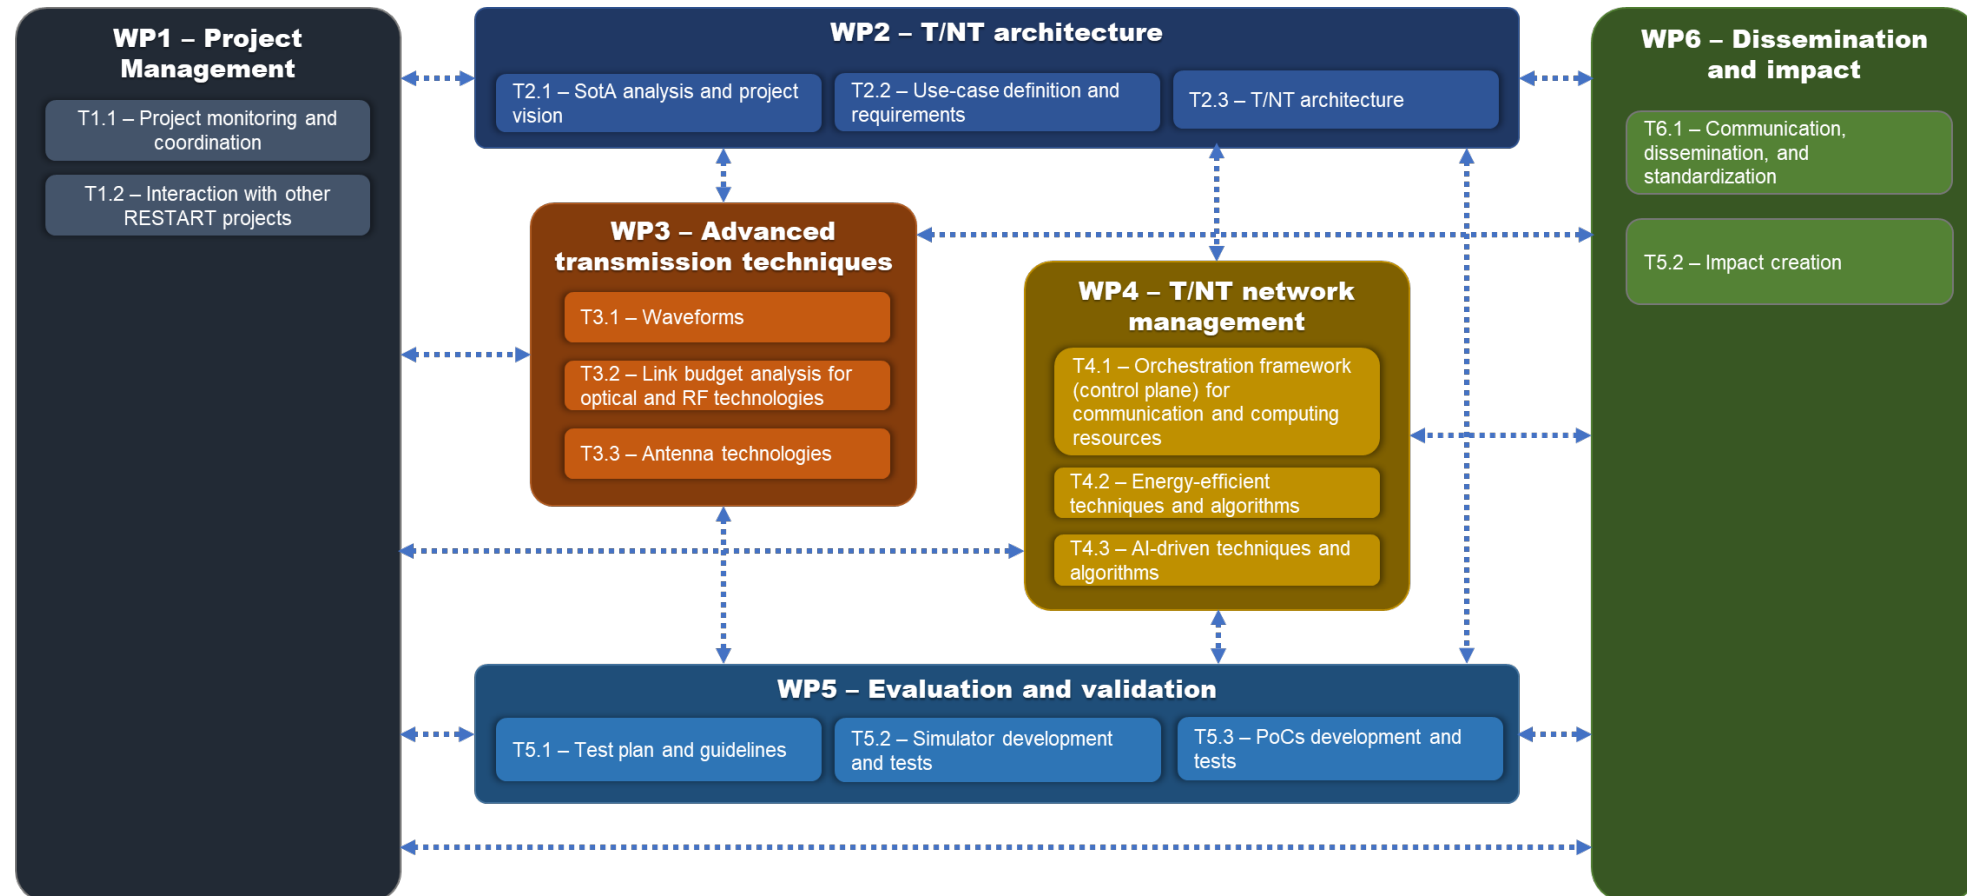 WP1 – Project
Management
T1.1 – Project monitoring and
coordination
T1.2 – Interaction with other
RESTART projects
WP2 – T/NT architecture
T2.1 – SotA analysis and project
vision
T2.2 – Use-case definition and
requirements
T2.3 – T/NT architecture
WP3 – Advanced
transmission techniques
T3.1 – Waveforms
T3.2 – Link budget analysis for
optical and RF technologies
T3.3 – Antenna technologies
WP4 – T/NT network
management
T4.1 – Orchestration framework
(control plane) for
communication and computing
resources
T4.2 – Energy-efficient
techniques and algorithms
T4.3 – AI-driven techniques and
algorithms
WP5 – Evaluation and validation
T5.1 – Test plan and guidelines
T5.2 – Simulator development
and tests
T5.3 – PoCs development and
tests
WP6 – Dissemination
and impact
T6.1 – Communication,
dissemination, and
standardization
T5.2 – Impact creation